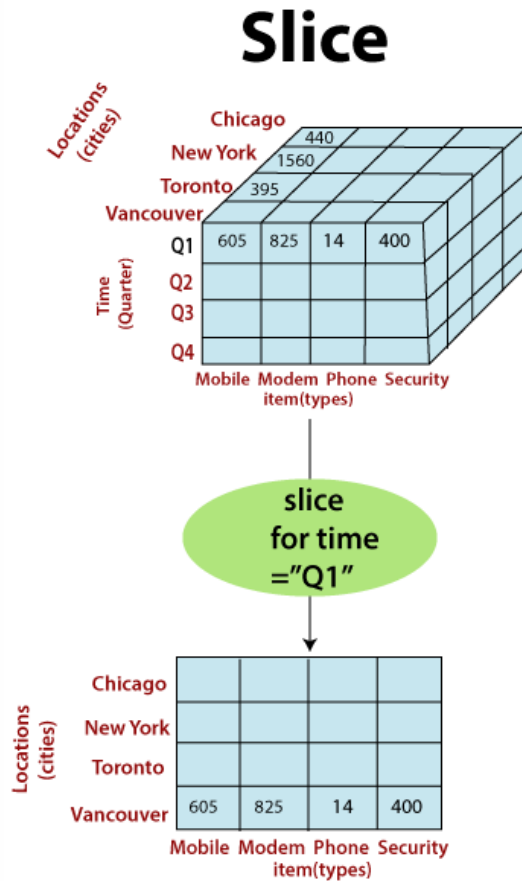 Slice
Locations
(cities)
Chicago
440
New York
1560
Toronto
395
Vancouver
Q1
605 825 14 400
Q2
Q3
Q4
Time
(Quarter)
Mobile Modem Phone Security
item(types)
slice
for time
="Q1"
Locations
(cities)
Chicago
New York
Toronto
Vancouver
605 825 14 400
Mobile Modem Phone Security
item(types)